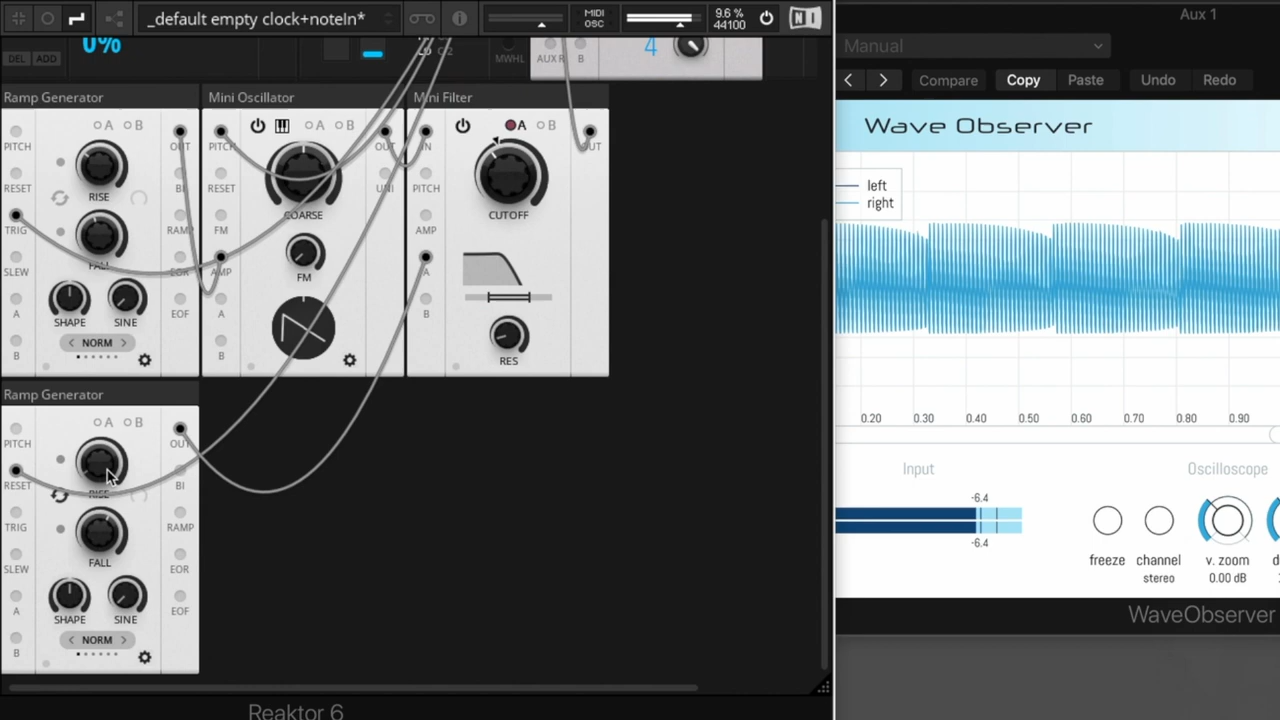 _default empty clock+noteIn*
MIDI
OSC
9.6 %
44100
0%
DEL ADD
MWHL
AUX R B
4
Ramp Generator
Mini Oscillator
Mini Filter
A B
PITCH
RESET
TRIG
SLEW
A
B
RISE
FALL
SHAPE SINE
NORM
OUT
BI
RAMP
EOR
EOF
PITCH
RESET
FM
AMP
A
B
A B
COARSE
FM
OUT
UNI
IN
PITCH
AMP
A
B
A B
CUTOFF
RES
OUT
Ramp Generator
A B
PITCH
RESET
TRIG
SLEW
A
B
RISE
FALL
SHAPE SINE
NORM
OUT
BI
RAMP
EOR
EOF
Reaktor 6
Aux 1
Manual
Compare Copy Paste Undo Redo
Wave Observer
left
right
0.20 0.30 0.40 0.50 0.60 0.70 0.80 0.90
Input
Oscilloscope
-6.4
-6.4
freeze channel v. zoom
stereo 0.00 dB
WaveObserver